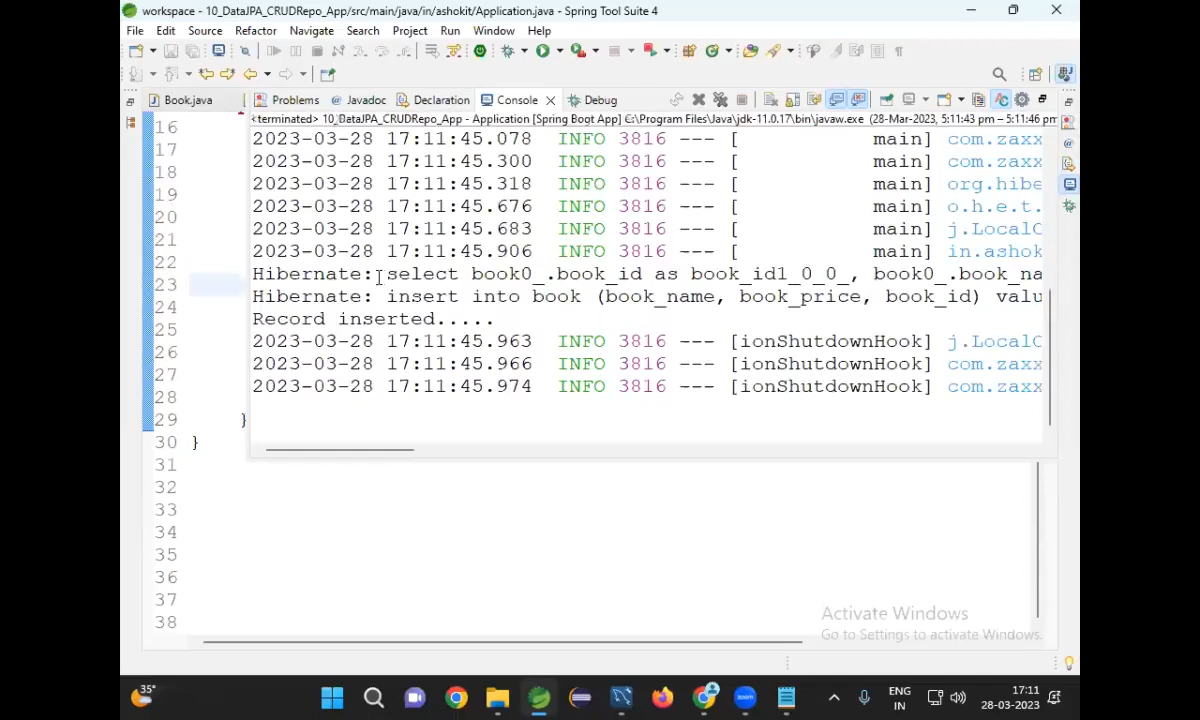 workspace - 10_DataJPA_CRUDRepo_App/src/main/java/in/ashokit/Application.java - Spring Tool Suite 4
File Edit Source Refactor Navigate Search Project Run Window Help
Book.java
Problems Javadoc Declaration Console Debug
<terminated> 10_DataJPA_CRUDRepo_App - Application [Spring Boot App] C:\Program Files\Java\jdk-11.0.17\bin\javaw.exe (28-Mar-2023, 5:11:43 pm – 5:11:46 pm
16
17
18
19
20
21
22
23
24
25
26
27
28
29 }
30 }
31
32
33
34
35
36
37
38
2023-03-28 17:11:45.078 INFO 3816 --- [ main] com.zaxx
2023-03-28 17:11:45.300 INFO 3816 --- [ main] com.zaxx
2023-03-28 17:11:45.318 INFO 3816 --- [ main] org.hibe
2023-03-28 17:11:45.676 INFO 3816 --- [ main] o.h.e.t.
2023-03-28 17:11:45.683 INFO 3816 --- [ main] j.LocalC
2023-03-28 17:11:45.906 INFO 3816 --- [ main] in.ashok
Hibernate: select book0_.book_id as book_id1_0_0_, book0_.book_na
Hibernate: insert into book (book_name, book_price, book_id) valu
Record inserted.....
2023-03-28 17:11:45.963 INFO 3816 --- [ionShutdownHook] j.LocalC
2023-03-28 17:11:45.966 INFO 3816 --- [ionShutdownHook] com.zaxx
2023-03-28 17:11:45.974 INFO 3816 --- [ionShutdownHook] com.zaxx
Activate Windows
Go to Settings to activate Windows.
35°
zoom
ENG
IN
17:11
28-03-2023